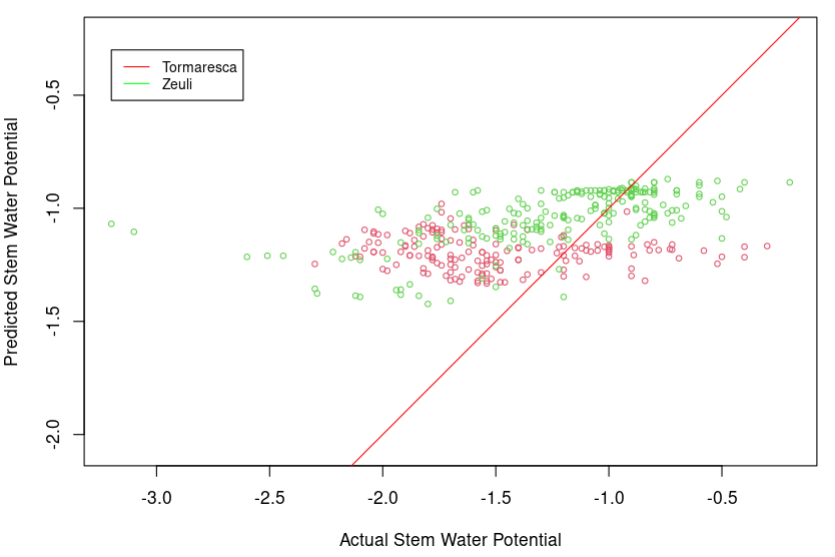 Tormaresca
Zeuli
Predicted Stem Water Potential
-0.5
-1.0
-1.5
-2.0
-3.0 -2.5 -2.0 -1.5 -1.0 -0.5
Actual Stem Water Potential